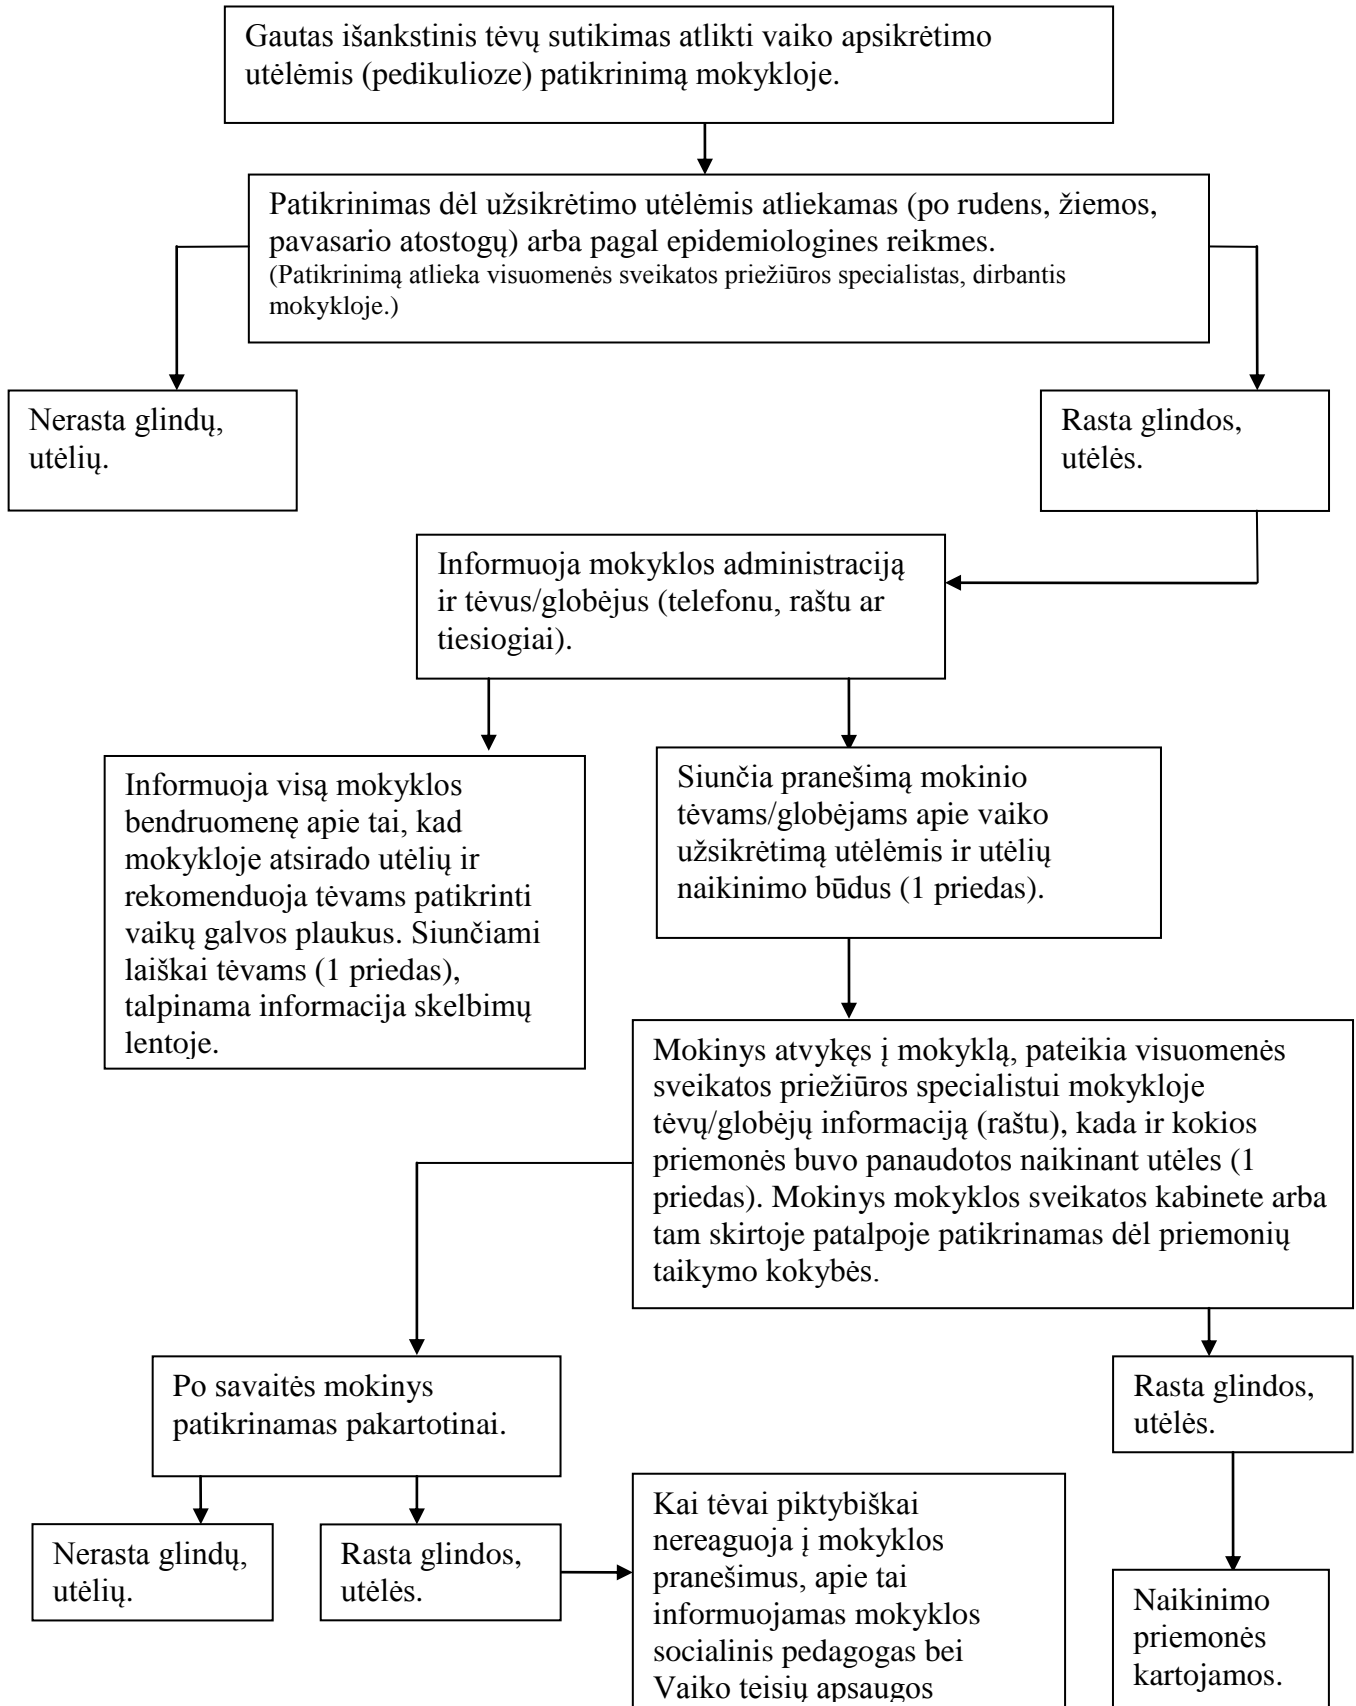 Gautas išankstinis tėvų sutikimas atlikti vaiko apsikrėtimo
utėlėmis (pedikulioze) patikrinimą mokykloje.
Patikrinimas dėl užsikrėtimo utėlėmis atliekamas (po rudens, žiemos,
pavasario atostogų) arba pagal epidemiologines reikmes.
(Patikrinimą atlieka visuomenės sveikatos priežiūros specialistas, dirbantis
mokykloje.)
Nerasta glindų,
utėlių.
Rasta glindos,
utėlės.
Informuoja mokyklos administraciją
ir tėvus/globėjus (telefonu, raštu ar
tiesiogiai).
Informuoja visą mokyklos
bendruomenę apie tai, kad
mokykloje atsirado utėlių ir
rekomenduoja tėvams patikrinti
vaikų galvos plaukus. Siunčiami
laiškai tėvams (1 priedas),
talpinama informacija skelbimų
lentoje.
Siunčia pranešimą mokinio
tėvams/globėjams apie vaiko
užsikrėtimą utėlėmis ir utėlių
naikinimo būdus (1 priedas).
Mokinys atvykęs į mokyklą, pateikia visuomenės
sveikatos priežiūros specialistui mokykloje
tėvų/globėjų informaciją (raštu), kada ir kokios
priemonės buvo panaudotos naikinant utėles (1
priedas). Mokinys mokyklos sveikatos kabinete arba
tam skirtoje patalpoje patikrinamas dėl priemonių
taikymo kokybės.
Po savaitės mokinys
patikrinamas pakartotinai.
Rasta glindos,
utėlės.
Nerasta glindų,
utėlių.
Rasta glindos,
utėlės.
Kai tėvai piktybiškai
nereaguoja į mokyklos
pranešimus, apie tai
informuojamas mokyklos
socialinis pedagogas bei
Vaiko teisių apsaugos
Naikinimo
priemonės
kartojamos.